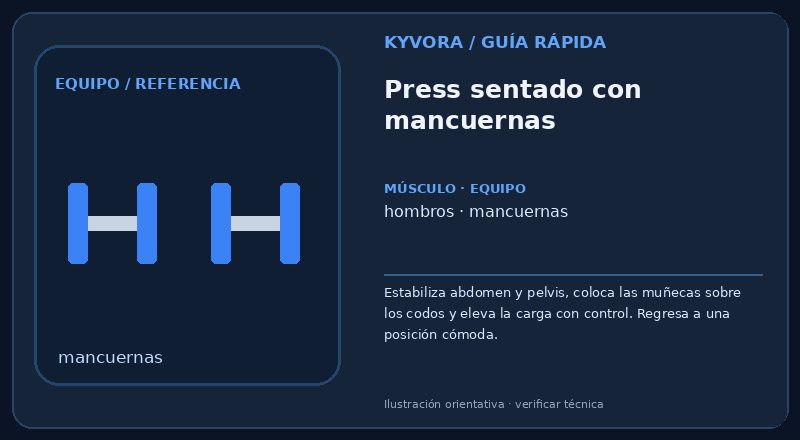 EQUIPO / REFERENCIA
mancuernas
KYVORA / GUÍA RÁPIDA
Press sentado con
mancuernas
MÚSCULO · EQUIPO
hombros · mancuernas
Estabiliza abdomen y pelvis, coloca las muñecas sobre
los codos y eleva la carga con control. Regresa a una
posición cómoda.
Ilustración orientativa · verificar técnica